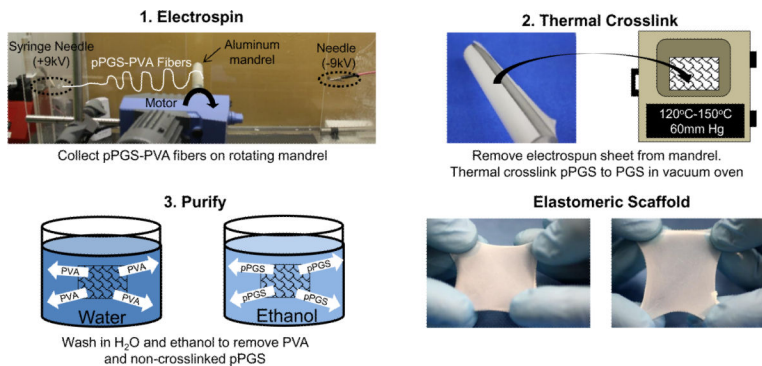 1. Electrospin
Syringe Needle
(+9kV)
pPGS-PVA Fibers
Aluminum
mandrel
Needle
(-9kV)
Motor
Collect pPGS-PVA fibers on rotating mandrel
2. Thermal Crosslink
120°C-150°C
60mm Hg
Remove electrospun sheet from mandrel.
Thermal crosslink pPGS to PGS in vacuum oven
3. Purify
PVA
PVA
PVA
PVA
Water
pPGS
pPGS
pPGS
pPGS
Ethanol
Wash in H₂O and ethanol to remove PVA
and non-crosslinked pPGS
Elastomeric Scaffold